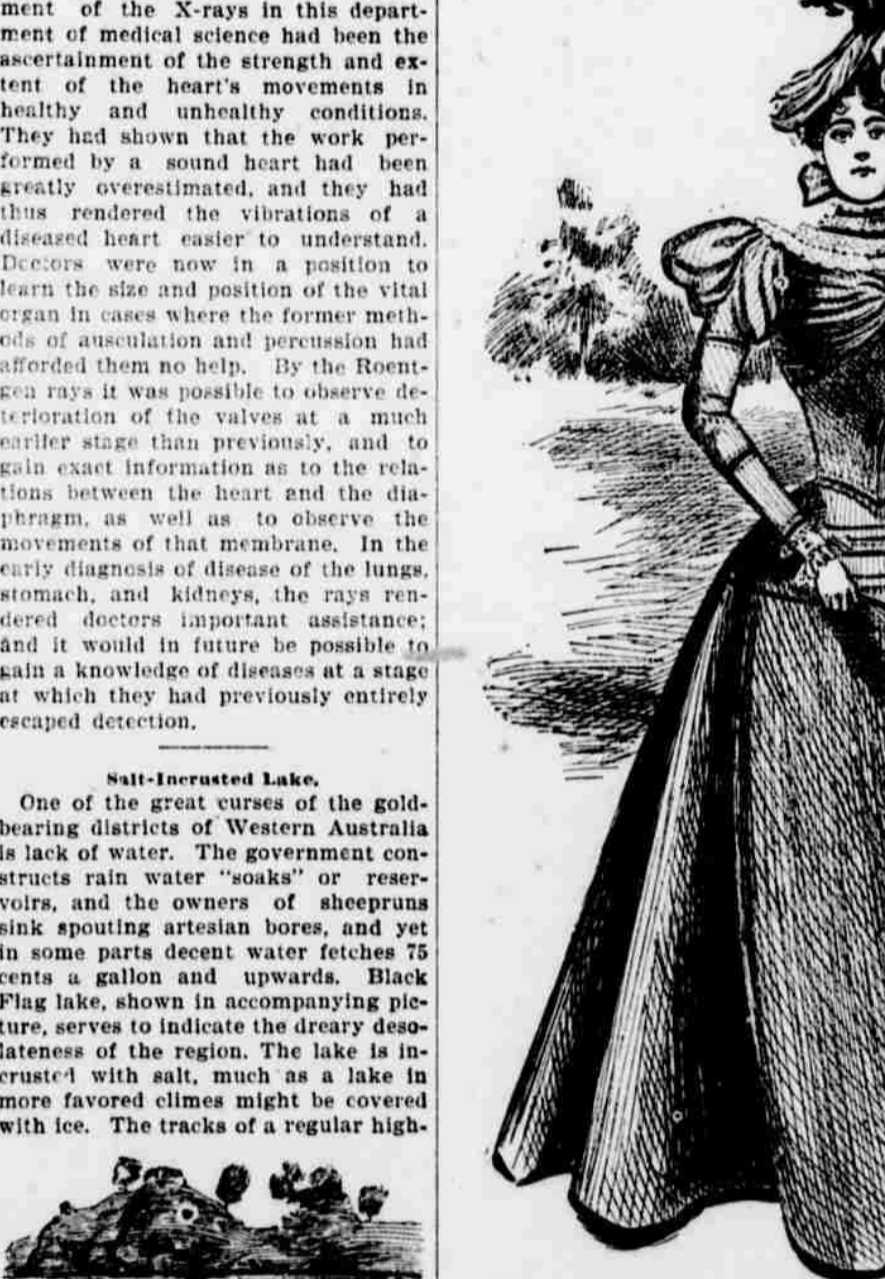 ment of the X-rays in this depart-
ment of medical science had been the
ascertainment of the strength and ex-
tent of the heart's movements in
healthy and unhealthy conditions.
They had shown that the work per-
formed by a sound heart had been
greatly overestimated, and they had
thus rendered the vibrations of a
diseased heart easier to understand.
Doctors were now in a position to
learn the size and position of the vital
organ in cases where the former meth-
ods of ausculation and percussion had
afforded them no help. By the Roent-
gen rays it was possible to observe de-
terioration of the valves at a much
earlier stage than previously, and to
gain exact information as to the rela-
tions between the heart and the dia-
phragm, as well as to observe the
movements of that membrane. In the
early diagnosis of disease of the lungs,
stomach, and kidneys, the rays ren-
dered doctors important assistance;
and it would in future be possible to
gain a knowledge of diseases at a stage
at which they had previously entirely
escaped detection.
Salt-Incrusted Lake.
One of the great curses of the gold-
bearing districts of Western Australia
is lack of water. The government con-
structs rain water "soaks" or reser-
voirs, and the owners of sheepruns
sink spouting artesian bores, and yet
in some parts decent water fetches 75
cents a gallon and upwards. Black
Flag lake, shown in accompanying pic-
ture, serves to indicate the dreary deso-
lateness of the region. The lake is in-
crusted with salt, much as a lake in
more favored climes might be covered
with ice. The tracks of a regular high-